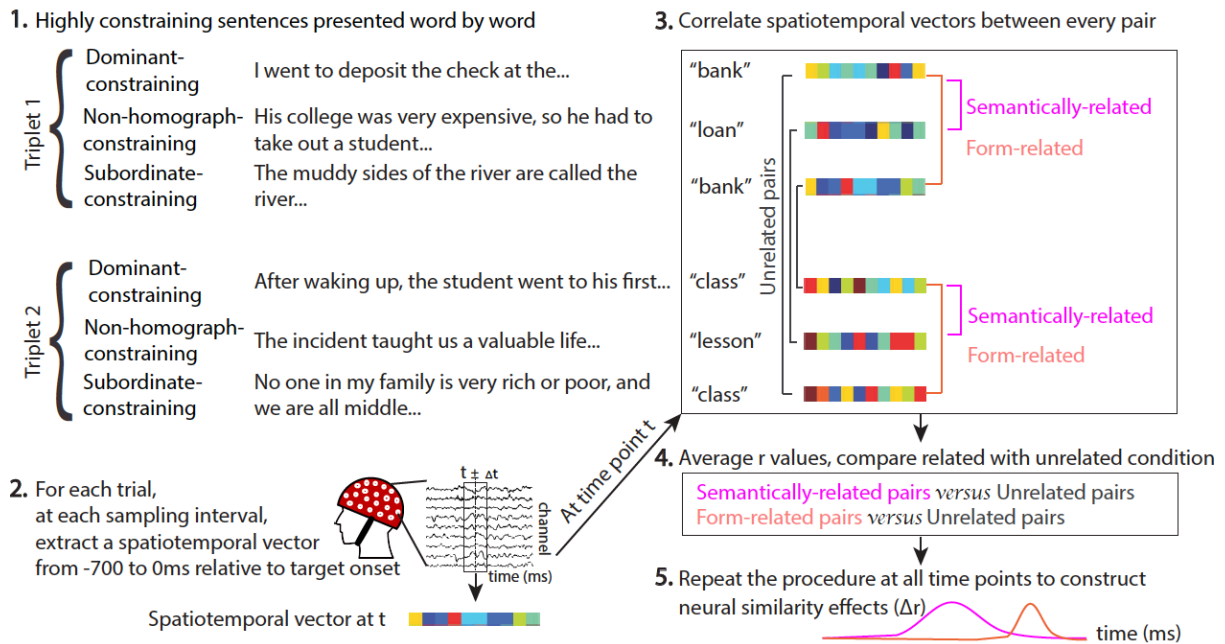 1. Highly constraining sentences presented word by word
Triplet 1
Dominant-
constraining
I went to deposit the check at the...
Non-homograph-
constraining
His college was very expensive, so he had to
take out a student...
Subordinate-
constraining
The muddy sides of the river are called the
river...
Triplet 2
Dominant-
constraining
After waking up, the student went to his first...
Non-homograph-
constraining
The incident taught us a valuable life...
Subordinate-
constraining
No one in my family is very rich or poor, and
we are all middle...
2. For each trial,
at each sampling interval,
extract a spatiotemporal vector
from -700 to 0ms relative to target onset
t ± Δt
channel
time (ms)
Spatiotemporal vector at t
At time point t
3. Correlate spatiotemporal vectors between every pair
"bank"
"loan"
"bank"
Semantically-related
Form-related
Unrelated pairs
"class"
"lesson"
"class"
Semantically-related
Form-related
4. Average r values, compare related with unrelated condition
Semantically-related pairs versus Unrelated pairs
Form-related pairs versus Unrelated pairs
5. Repeat the procedure at all time points to construct
neural similarity effects (Δr)
time (ms)